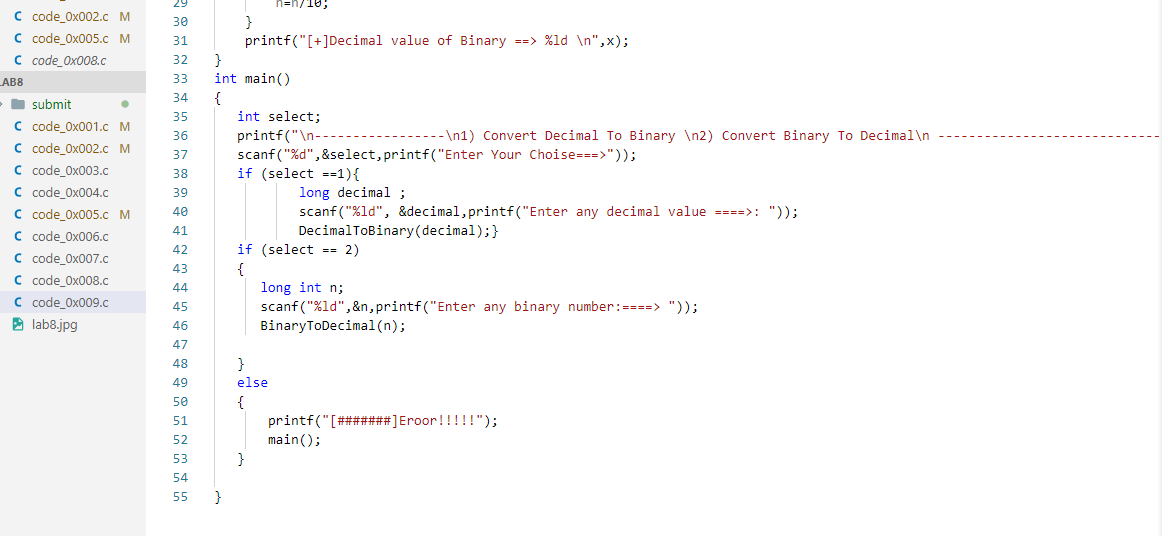 code_0x002.c M
code_0x005.c M
code_0x008.c
LAB8
submit
code_0x001.c M
code_0x002.c M
code_0x003.c
code_0x004.c
code_0x005.c M
code_0x006.c
code_0x007.c
code_0x008.c
code_0x009.c
lab8.jpg
29 n=n/10;
30 }
31 printf("[+]Decimal value of Binary ==> %ld \n",x);
32 }
33 int main()
34 {
35 int select;
36 printf("\n-----------------\n1) Convert Decimal To Binary \n2) Convert Binary To Decimal\n -----------------------------
37 scanf("%d",&select,printf("Enter Your Choise===>"));
38 if (select ==1){
39 long decimal ;
40 scanf("%ld", &decimal,printf("Enter any decimal value ====>: "));
41 DecimalToBinary(decimal);}
42 if (select == 2)
43 {
44 long int n;
45 scanf("%ld",&n,printf("Enter any binary number:====> "));
46 BinaryToDecimal(n);
47
48 }
49 else
50 {
51 printf("[#######]Eroor!!!!!");
52 main();
53 }
54
55 }